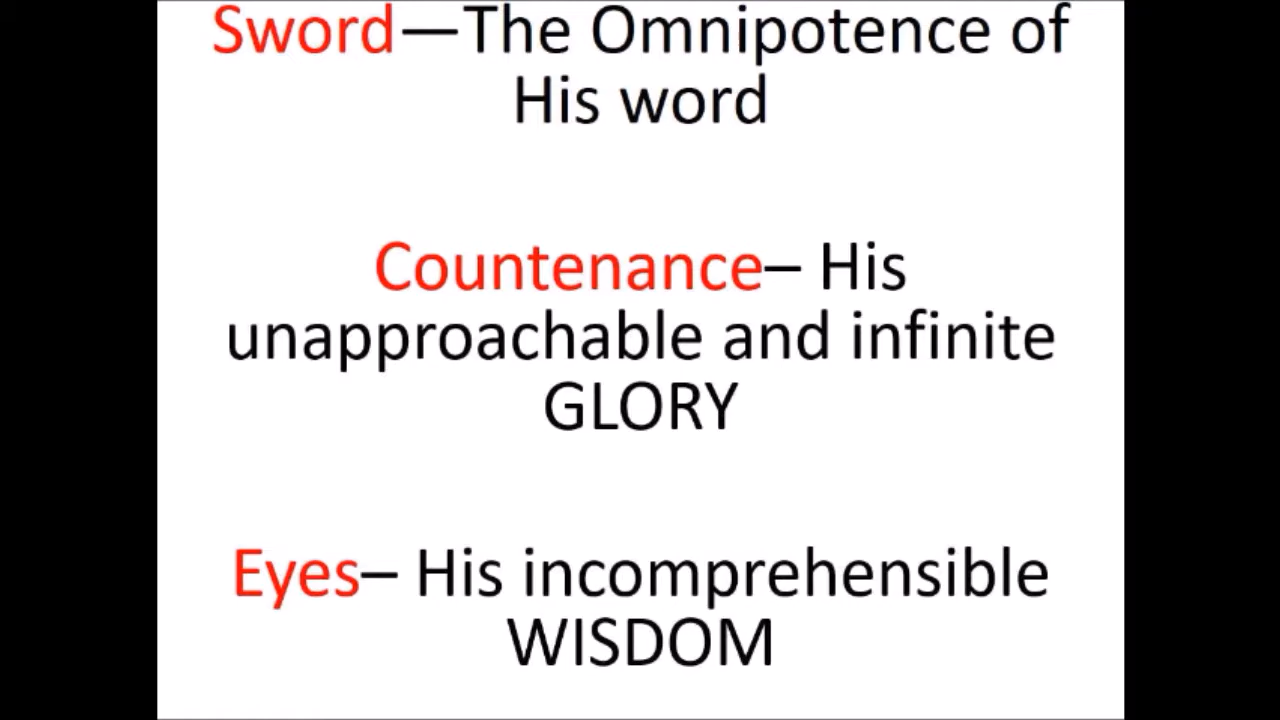 Sword—The Omnipotence of
His word
Countenance– His
unapproachable and infinite
GLORY
Eyes– His incomprehensible
WISDOM